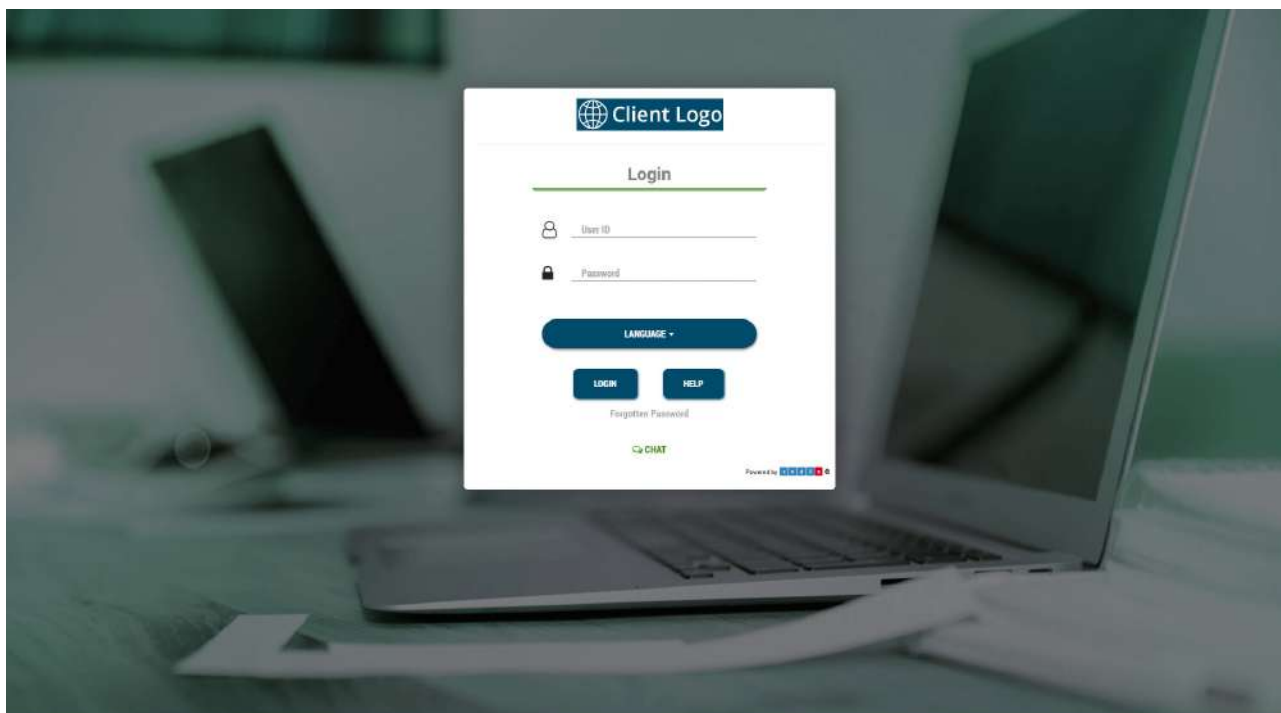 Client Logo
Login
User ID
Password
LANGUAGE
LOGIN HELP
Forgotten Password
CHAT
Powered by